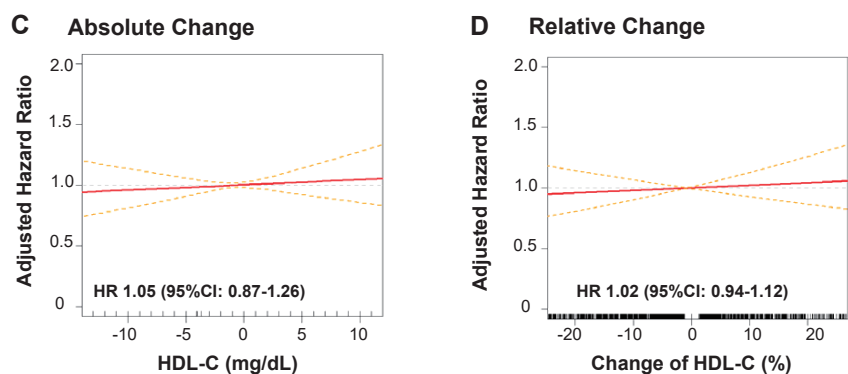 C Absolute Change
Adjusted Hazard Ratio
2.0
1.5
1.0
0.5
0
HR 1.05 (95%CI: 0.87-1.26)
-10 -5 0 5 10
HDL-C (mg/dL)
D Relative Change
Adjusted Hazard Ratio
2.0
1.5
1.0
0.5
0
HR 1.02 (95%CI: 0.94-1.12)
-20 -10 0 10 20
Change of HDL-C (%)